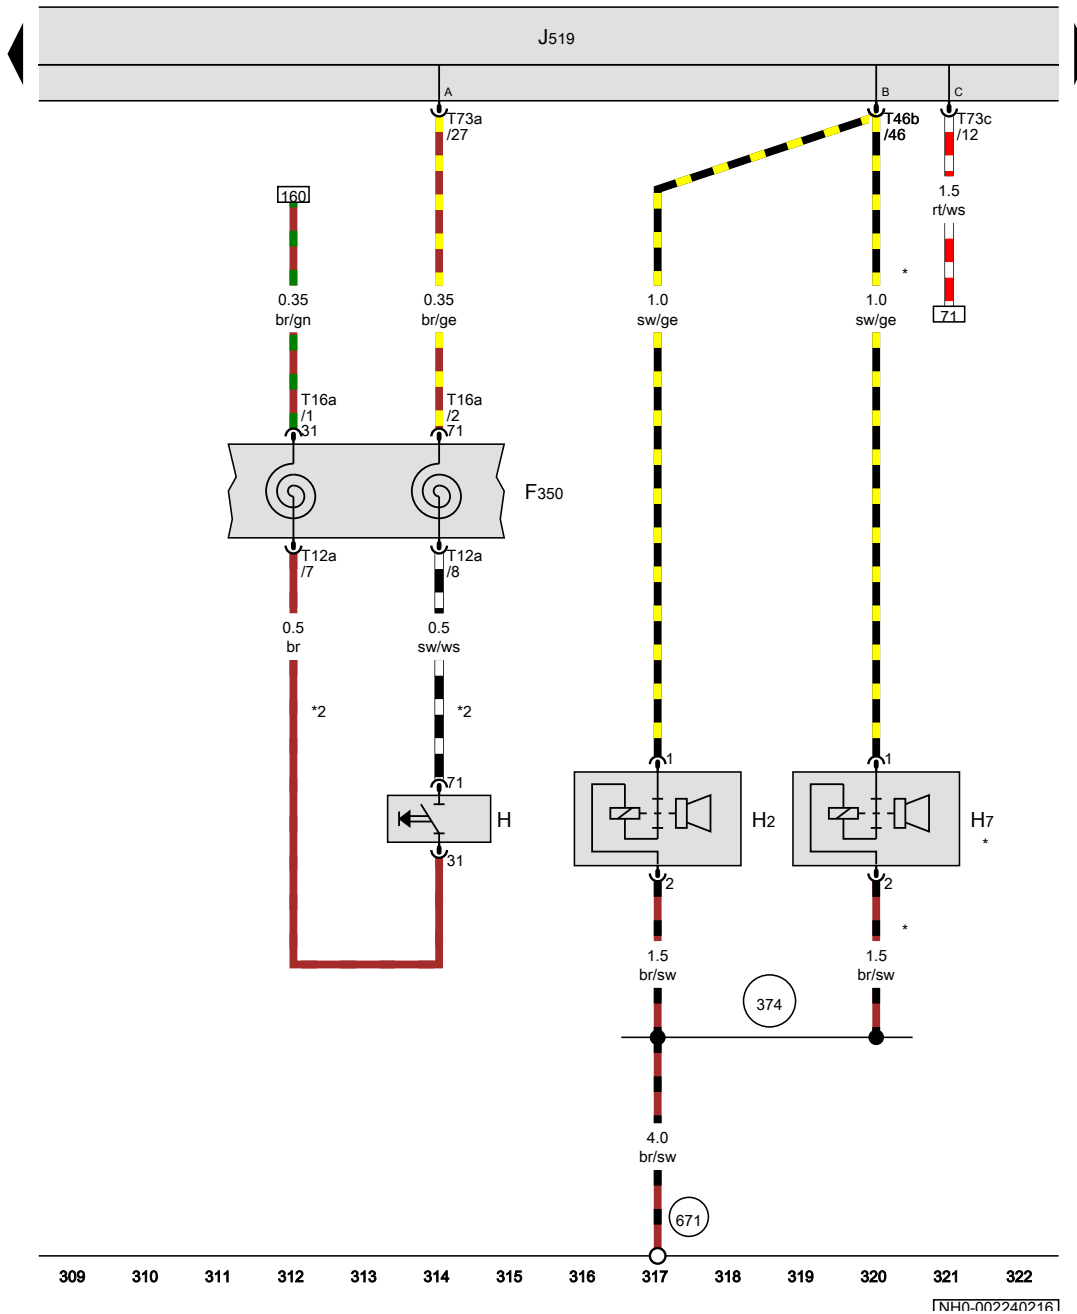 J519
A
B
C
T73a
/27
T46b
/46
T73c
/12
160
1.5
rt/ws
*
0.35
br/gn
0.35
br/ge
1.0
sw/ge
1.0
sw/ge
71
T16a
/1
31
T16a
/2
71
F350
T12a
/7
T12a
/8
0.5
br
0.5
sw/ws
*2
*2
1
1
71
H
H2
H7
*
31
2
2
*
1.5
br/sw
1.5
br/sw
374
4.0
br/sw
671
309 310 311 312 313 314 315 316 317 318 319 320 321 322
NH0-002240216